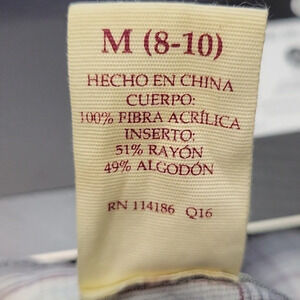 M (8-10)
HECHO EN CHINA
CUERPO:
100% FIBRA ACRÍLICA
INSERTO:
51% RAYÓN
49% ALGODÓN
RN 114186 Q16